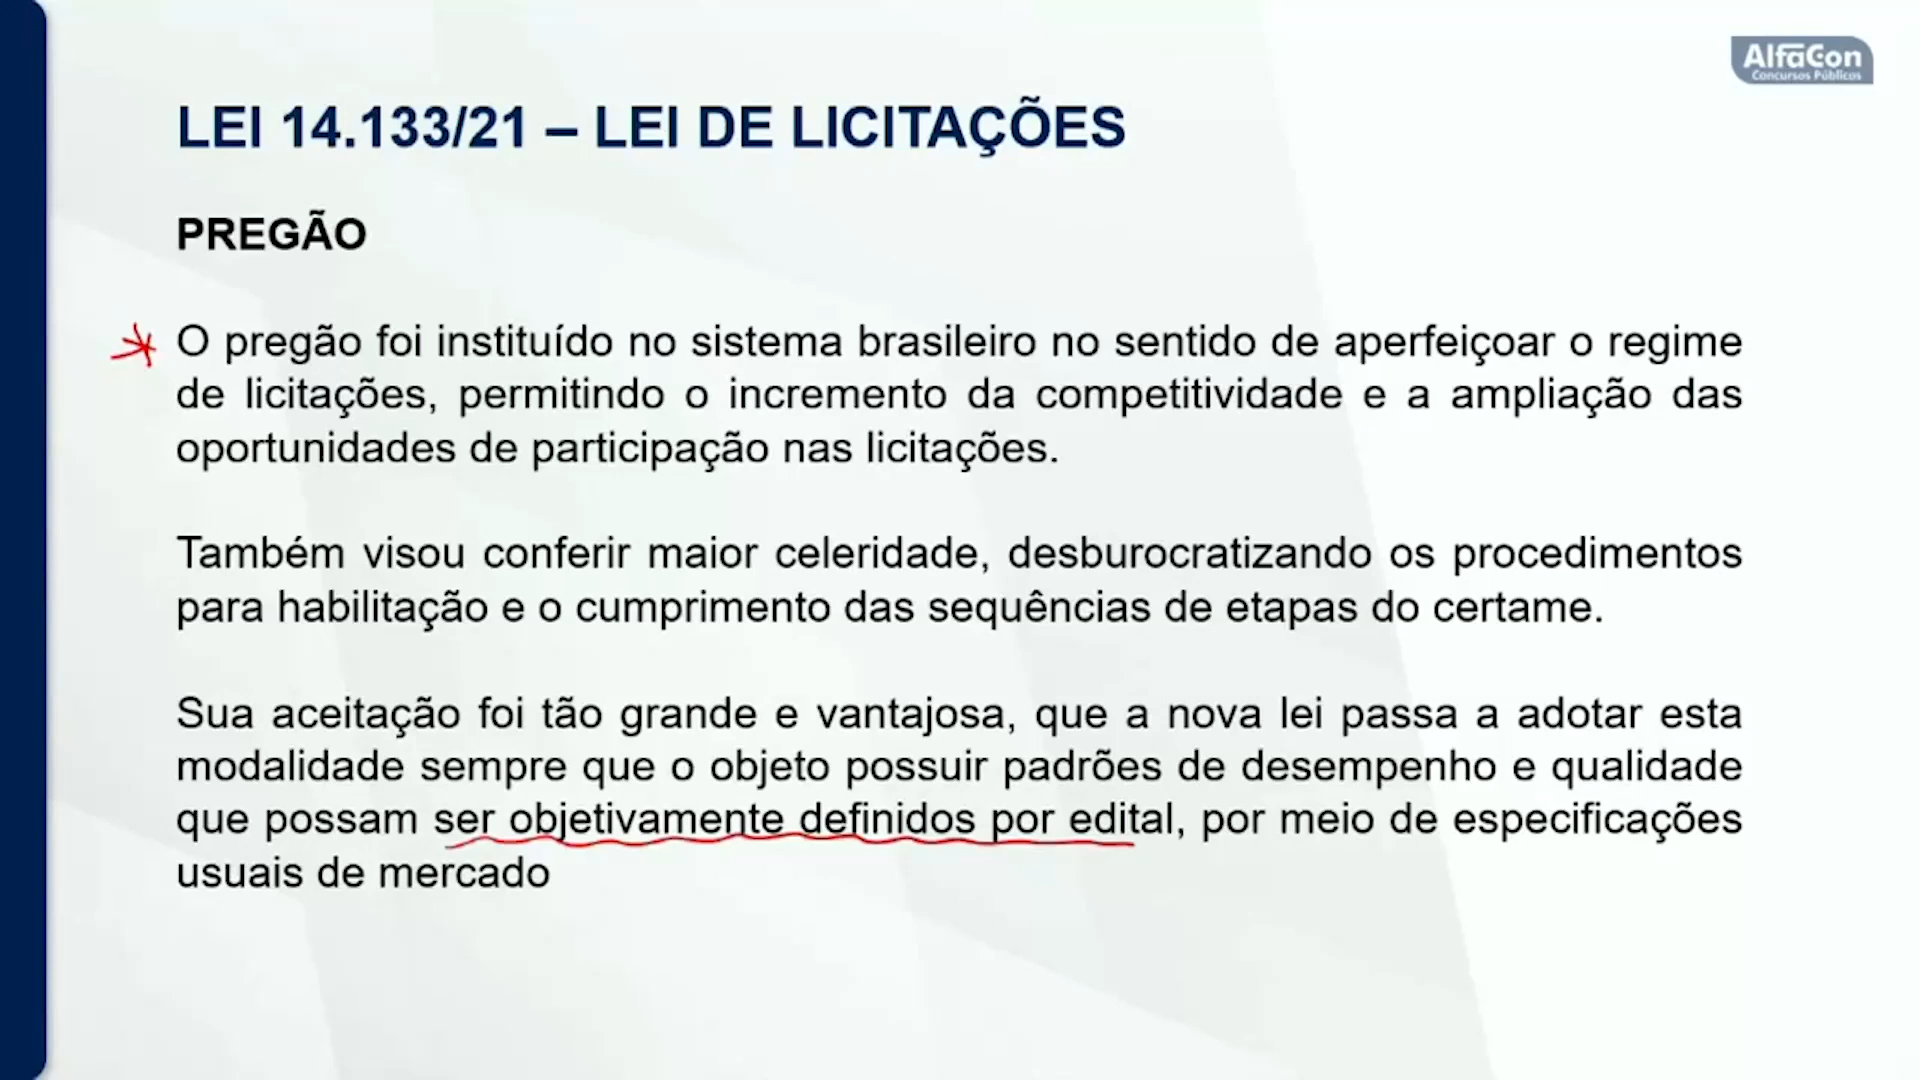 AlfaCon
Concursos Públicos
LEI 14.133/21 – LEI DE LICITAÇÕES
PREGÃO
O pregão foi instituído no sistema brasileiro no sentido de aperfeiçoar o regime
de licitações, permitindo o incremento da competitividade e a ampliação das
oportunidades de participação nas licitações.
Também visou conferir maior celeridade, desburocratizando os procedimentos
para habilitação e o cumprimento das sequências de etapas do certame.
Sua aceitação foi tão grande e vantajosa, que a nova lei passa a adotar esta
modalidade sempre que o objeto possuir padrões de desempenho e qualidade
que possam ser objetivamente definidos por edital, por meio de especificações
usuais de mercado